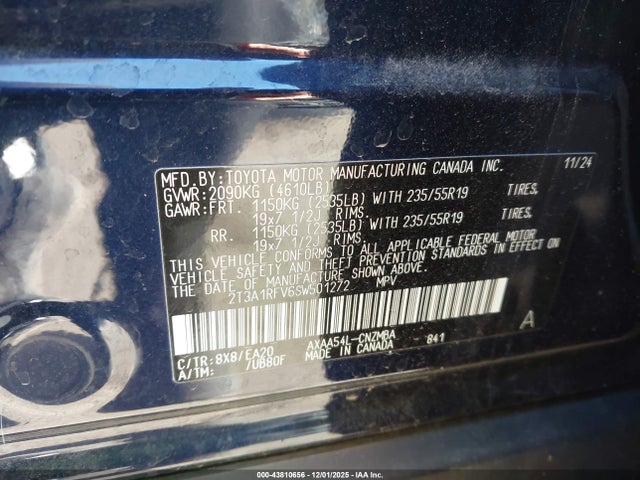 MFD. BY: TOYOTA MOTOR MANUFACTURING CANADA INC. 11/24
GVWR: 2090KG (4610LB)
GAWR: FRT. 1150KG (2535LB) WITH 235/55R19 TIRES.
19x7 1/2J RIMS.
RR. 1150KG (2535LB) WITH 235/55R19 TIRES.
19x7 1/2J RIMS.
THIS VEHICLE CONFORMS TO ALL APPLICABLE FEDERAL MOTOR
VEHICLE SAFETY AND THEFT PREVENTION STANDARDS IN EFFECT ON
THE DATE OF MANUFACTURE SHOWN ABOVE.
2T3A1RFV6SW501272 MPV
C/TR: 8X8/EA20 AXAA54L-CNZMBA 841 A
A/TM: /UB80F MADE IN CANADA
00-43810656 - 12/01/2025 - IAA Inc.